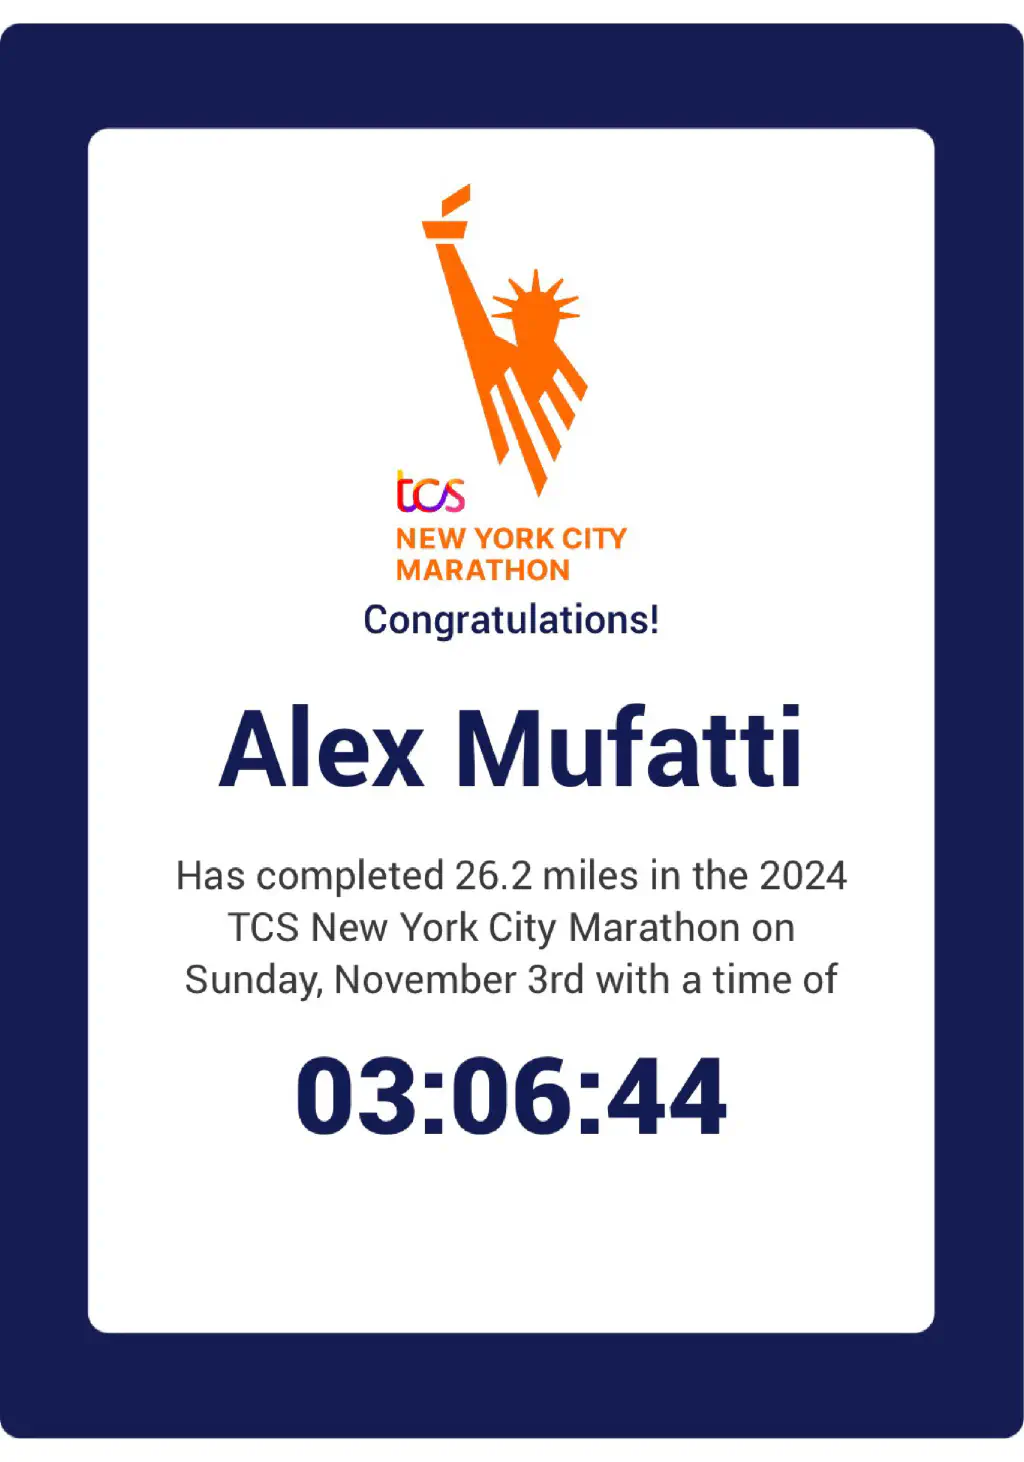 tcs
NEW YORK CITY
MARATHON
Congratulations!
Alex Mufatti
Has completed 26.2 miles in the 2024
TCS New York City Marathon on
Sunday, November 3rd with a time of
03:06:44